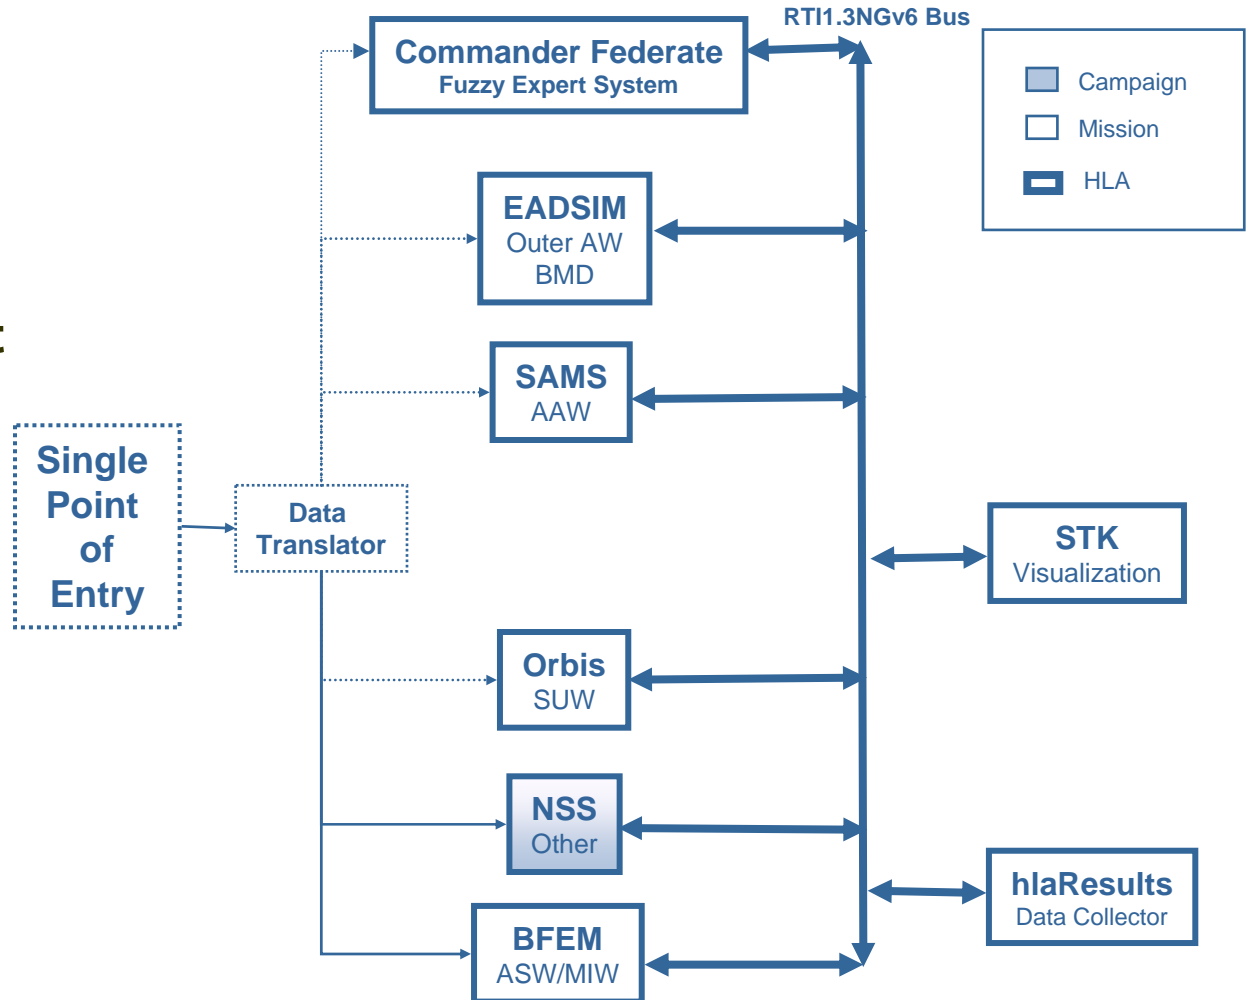 RTI1.3NGv6 Bus
Commander Federate
Fuzzy Expert System
Campaign
Mission
HLA
EADSIM
Outer AW
BMD
SAMS
AAW
Single
Point
of
Entry
Data
Translator
STK
Visualization
Orbis
SUW
NSS
Other
hlaResults
Data Collector
BFEM
ASW/MIW